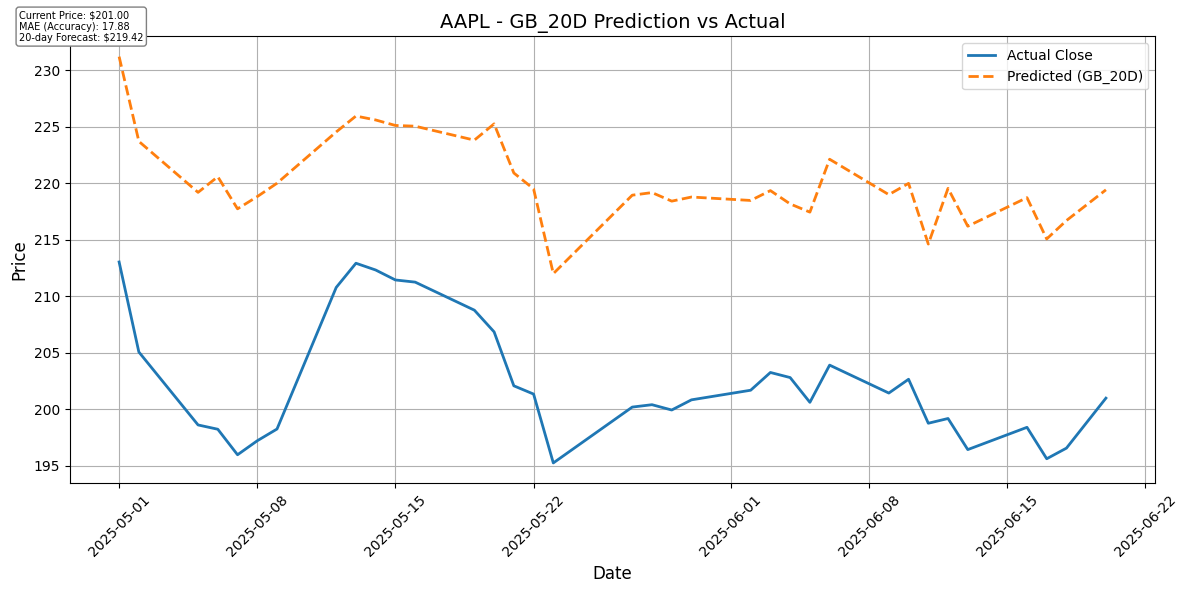 AAPL - GB_20D Prediction vs Actual
Current Price: $201.00
MAE (Accuracy): 17.88
20-day Forecast: $219.42
Actual Close
Predicted (GB_20D)
Price
230
225
220
215
210
205
200
195
2025-05-01
2025-05-08
2025-05-15
2025-05-22
2025-06-01
2025-06-08
2025-06-15
2025-06-22
Date